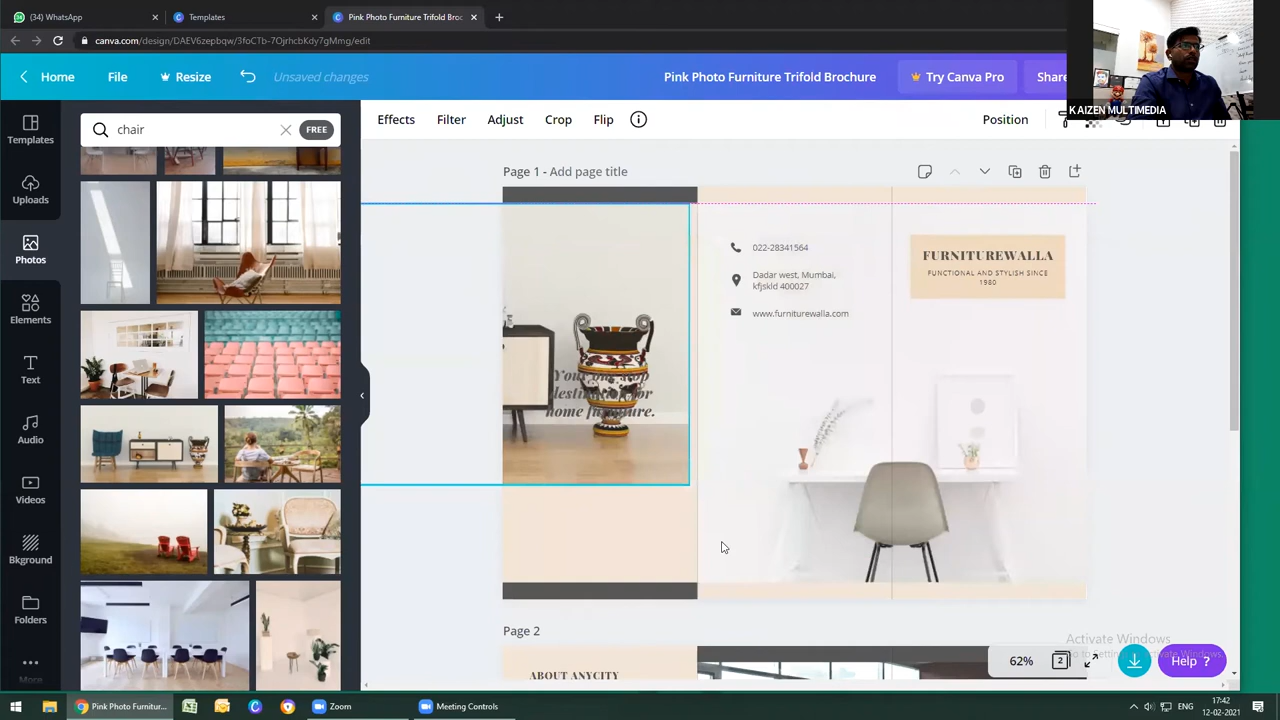 (34) WhatsApp
Templates
Pink Photo Furniture Trifold Broc
canva.com/design/DAEV6zepbqw/3foCTb-7OjrhcbKdy7gMmg/edit
Home
File
Resize
Unsaved changes
Pink Photo Furniture Trifold Brochure
Try Canva Pro
Share
KAIZEN MULTIMEDIA
chair
FREE
Effects
Filter
Adjust
Crop
Flip
Position
Templates
Uploads
Photos
Elements
Text
Audio
Videos
Bkground
Folders
More
Page 1 - Add page title
022-28341564
Dadar west, Mumbai,
kfjskld 400027
www.furniturewalla.com
FURNITUREWALLA
FUNCTIONAL AND STYLISH SINCE
1980
home furniture.
Page 2
ABOUT ANYCITY
Activate Windows
62%
2
Help ?
Pink Photo Furnitur...
Zoom
Meeting Controls
ENG
17:42
12-02-2021